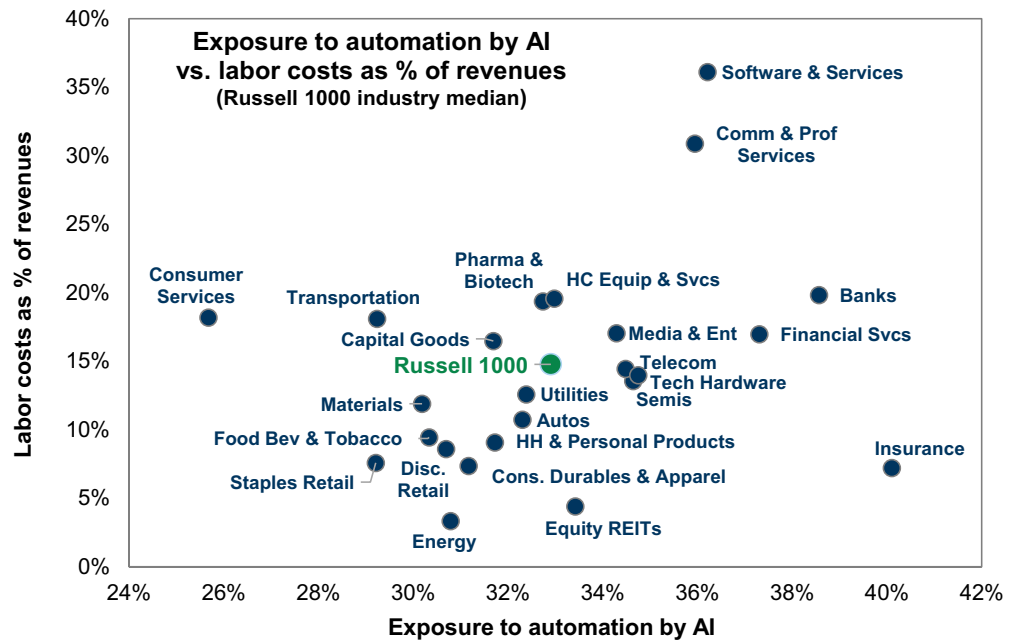 Exposure to automation by AI
vs. labor costs as % of revenues
(Russell 1000 industry median)
Labor costs as % of revenues
40%
35%
30%
25%
20%
15%
10%
5%
0%
Software & Services
Comm & Prof
Services
Pharma &
Biotech
HC Equip & Svcs
Consumer
Services
Transportation
Banks
Capital Goods
Media & Ent
Financial Svcs
Russell 1000
Telecom
Tech Hardware
Semis
Utilities
Materials
Autos
Food Bev & Tobacco
HH & Personal Products
Insurance
Staples Retail
Disc.
Retail
Cons. Durables & Apparel
Equity REITs
Energy
24%
26%
28%
30%
32%
34%
36%
38%
40%
42%
Exposure to automation by AI